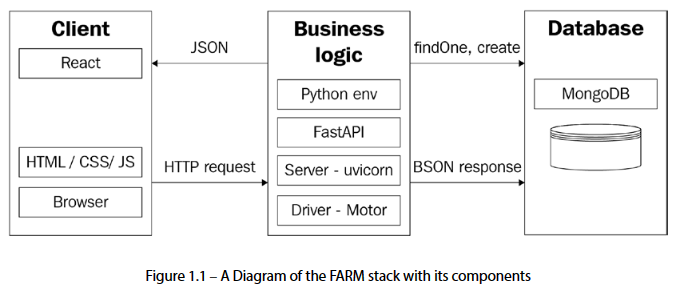 Client
React
HTML / CSS/ JS
Browser
JSON
HTTP request
Business
logic
Python env
FastAPI
Server - uvicorn
Driver - Motor
findOne, create
BSON response
Database
MongoDB
Figure 1.1 – A Diagram of the FARM stack with its components